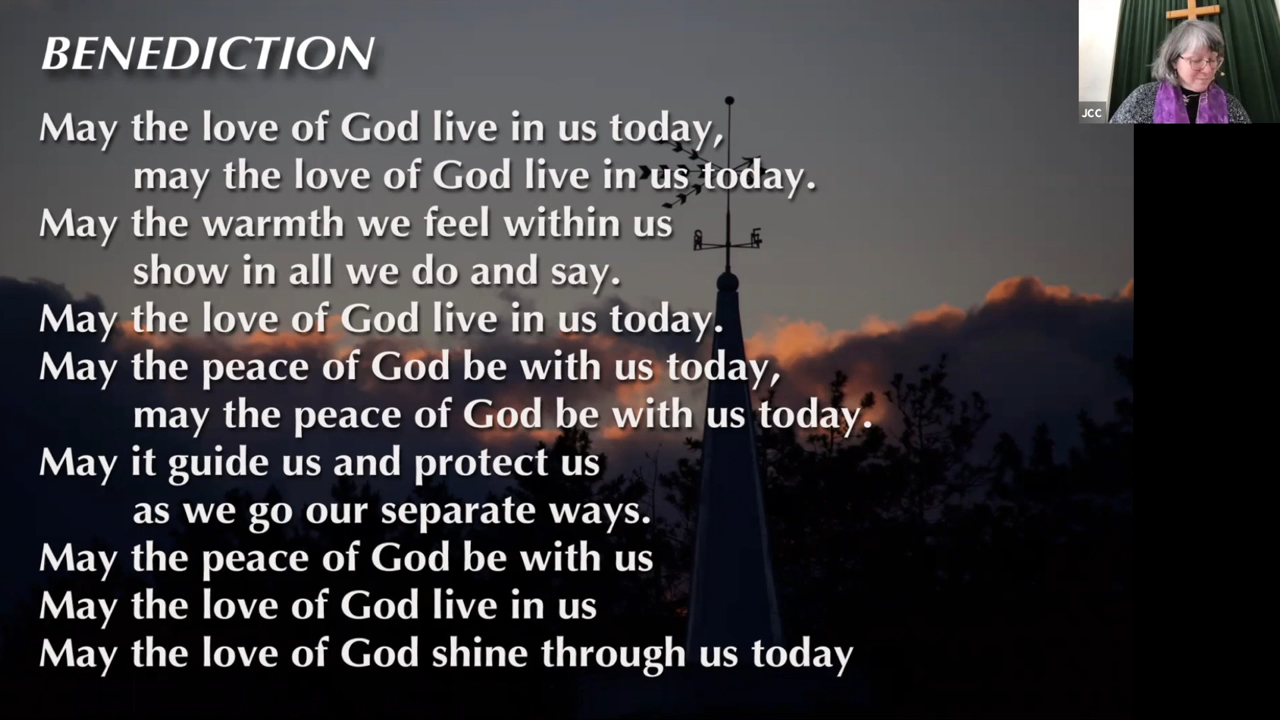 BENEDICTION
May the love of God live in us today,
may the love of God live in us today.
May the warmth we feel within us
show in all we do and say.
May the love of God live in us today.
May the peace of God be with us today,
may the peace of God be with us today.
May it guide us and protect us
as we go our separate ways.
May the peace of God be with us
May the love of God live in us
May the love of God shine through us today
JCC